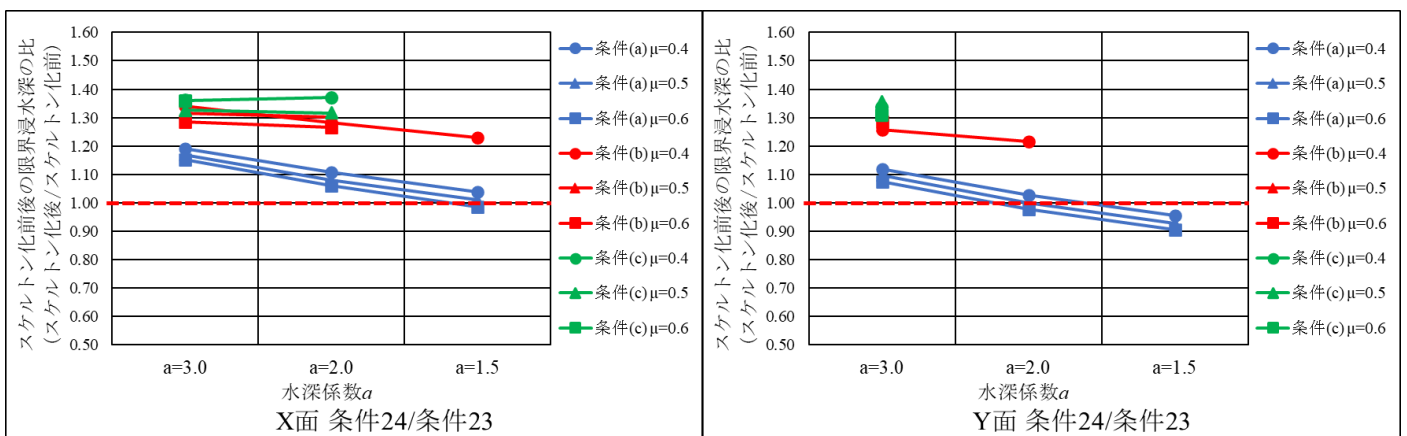 スケルトン化前後の限界浸水深の比
(スケルトン化後/スケルトン化前)
1.60
1.50
1.40
1.30
1.20
1.10
1.00
0.90
0.80
0.70
0.60
0.50
a=3.0
a=2.0
a=1.5
水深係数a
X面 条件24/条件23
条件(a)μ=0.4
条件(a)μ=0.5
条件(a)μ=0.6
条件(b)μ=0.4
条件(b)μ=0.5
条件(b)μ=0.6
条件(c)μ=0.4
条件(c)μ=0.5
条件(c)μ=0.6
スケルトン化前後の限界浸水深の比
(スケルトン化後/スケルトン化前)
1.60
1.50
1.40
1.30
1.20
1.10
1.00
0.90
0.80
0.70
0.60
0.50
a=3.0
a=2.0
a=1.5
水深係数a
Y面 条件24/条件23
条件(a)μ=0.4
条件(a)μ=0.5
条件(a)μ=0.6
条件(b)μ=0.4
条件(b)μ=0.5
条件(b)μ=0.6
条件(c)μ=0.4
条件(c)μ=0.5
条件(c)μ=0.6